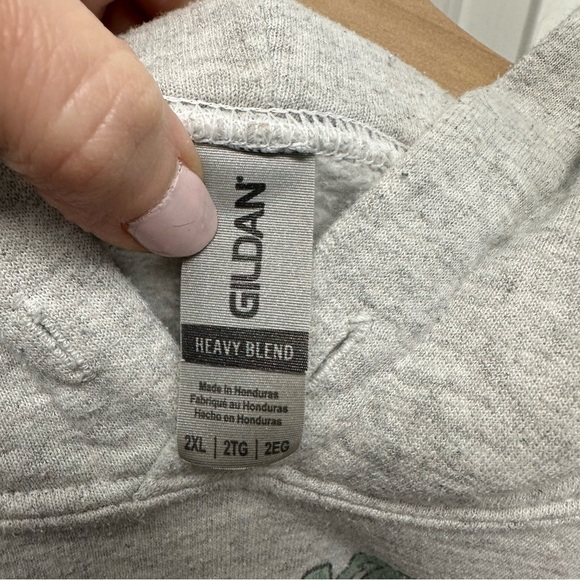 GILDAN
HEAVY BLEND
Made in Honduras
Fabriqué au Honduras
Hecho en Honduras
2XL | 2TG | 2EG